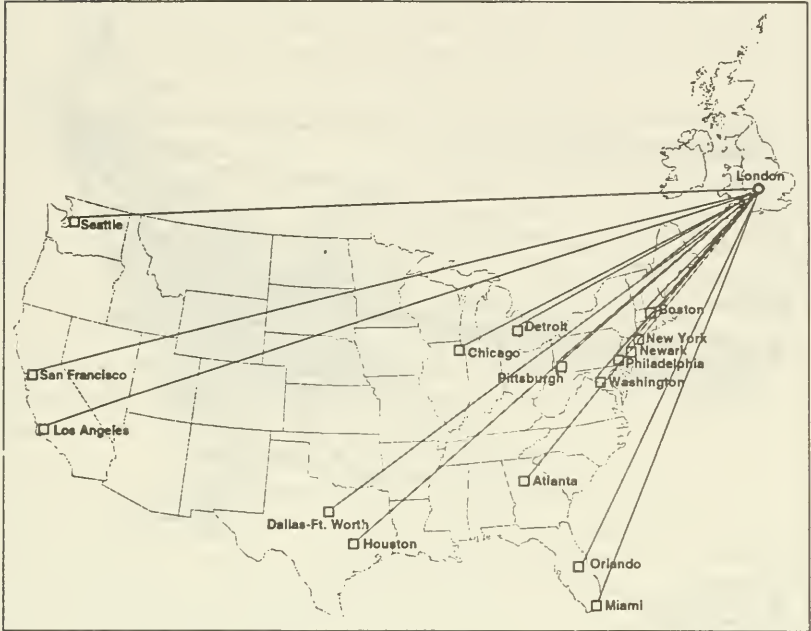 London
Seattle
Boston
Detroit
New York
Chicago
Newark
Philadelphia
San Francisco
Pittsburgh
Washington
Los Angeles
Atlanta
Dallas-Ft. Worth
Houston
Orlando
Miami